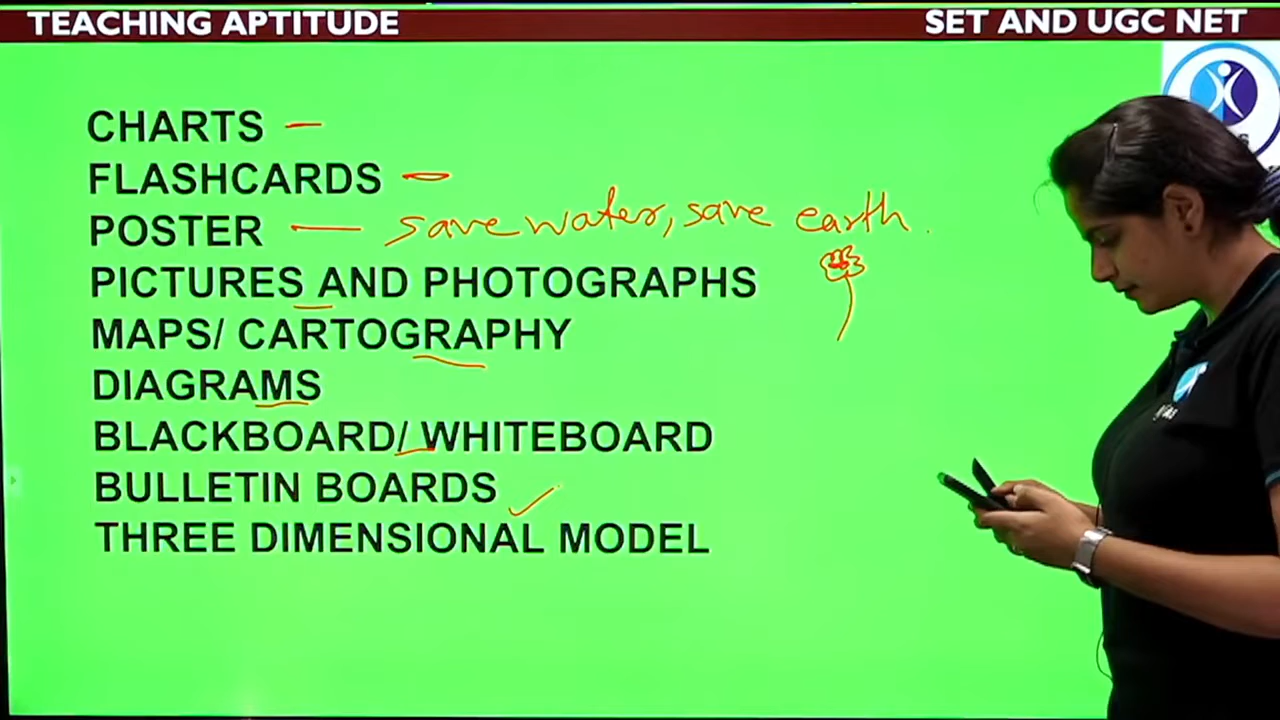 TEACHING APTITUDE
SET AND UGC NET
CHARTS –
FLASHCARDS –
POSTER — save water, save earth.
PICTURES AND PHOTOGRAPHS
MAPS/ CARTOGRAPHY
DIAGRAMS
BLACKBOARD/ WHITEBOARD
BULLETIN BOARDS
THREE DIMENSIONAL MODEL